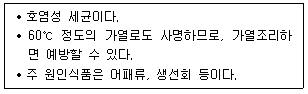 • 호염성 세균이다.
• 60℃ 정도의 가열로도 사명하므로, 가열조리하
면 예방할 수 있다.
• 주 원인식품은 어패류, 생선회 등이다.